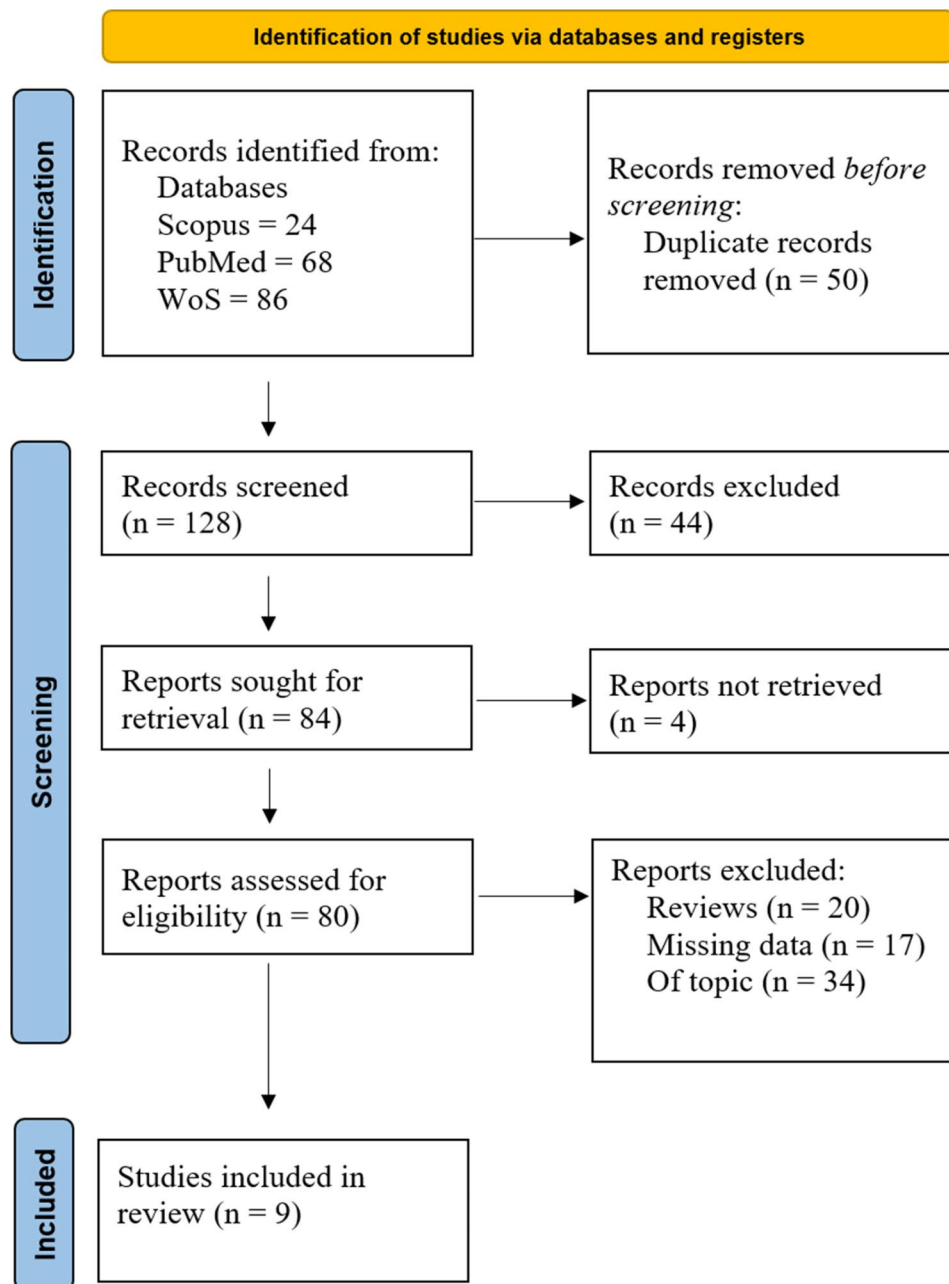 Identification of studies via databases and registers
Identification
Records identified from:
Databases
Scopus = 24
PubMed = 68
WoS = 86
Records removed before
screening:
Duplicate records
removed (n = 50)
Screening
Records screened
(n = 128)
Records excluded
(n = 44)
Reports sought for
retrieval (n = 84)
Reports not retrieved
(n = 4)
Reports assessed for
eligibility (n = 80)
Reports excluded:
Reviews (n = 20)
Missing data (n = 17)
Of topic (n = 34)
Included
Studies included in
review (n = 9)